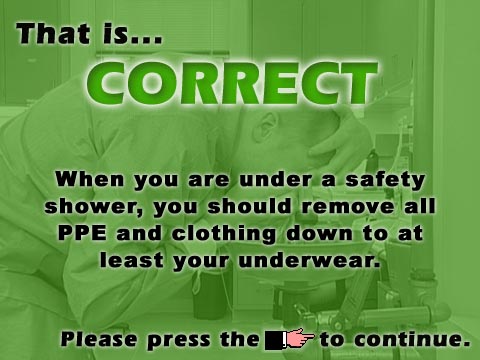 That is...
CORRECT
When you are under a safety
shower, you should remove all
PPE and clothing down to at
least your underwear.
Please press the to continue.